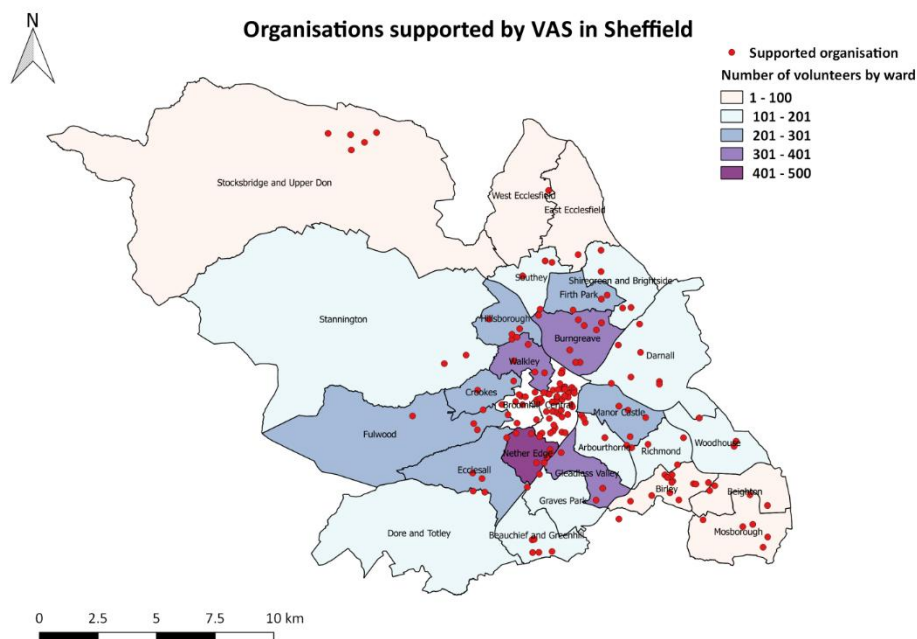 N
Organisations supported by VAS in Sheffield
Supported organisation
Number of volunteers by ward
1 - 100
101 - 201
201 - 301
301 - 401
401 - 500
Stocksbridge and Upper Don
West Ecclesfield
East Ecclesfield
Southey
Shiregreen and Brightside
Firth Park
Stannington
Hillsborough
Burngreave
Darnall
Walkley
Crookes
Broomhill
Central
Manor Castle
Fulwood
Arbourthorne
Richmond
Woodhouse
Nether Edge
Ecclesall
Gleadless Valley
Birley
Beighton
Graves Park
Mosborough
Dore and Totley
Beauchief and Greenhill
0 2.5 5 7.5 10 km